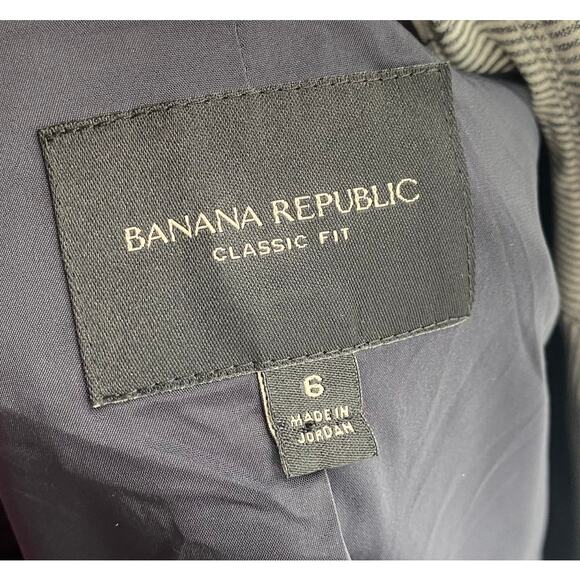 BANANA REPUBLIC
CLASSIC FIT
6
MADE IN
JORDAN